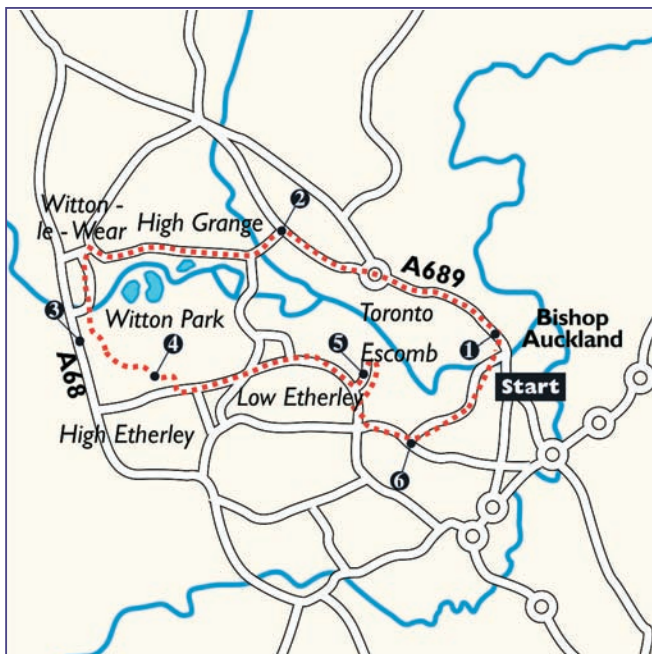 Witton -
le - Wear
High Grange
2
A689
3
Witton Park
4
Toronto
5
Escomb
1
Bishop
Auckland
Start
A68
Low Etherley
High Etherley
6